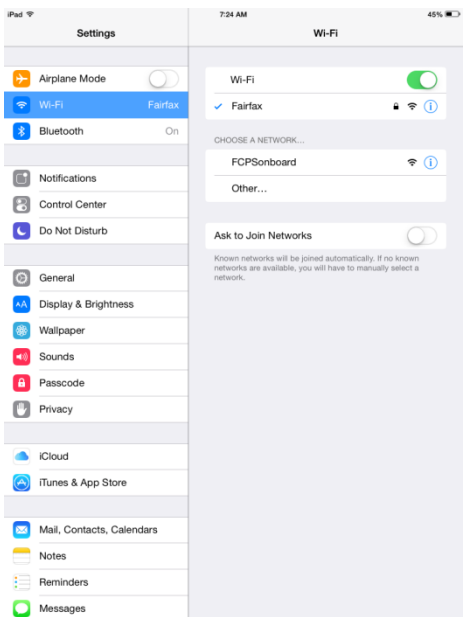 iPad 7:24 AM 45%
Settings
Wi-Fi
Airplane Mode
Wi-Fi Fairfax
Bluetooth On
Notifications
Control Center
Do Not Disturb
General
AA Display & Brightness
Wallpaper
Sounds
Passcode
Privacy
iCloud
iTunes & App Store
Mail, Contacts, Calendars
Notes
Reminders
Messages
Wi-Fi
Fairfax
CHOOSE A NETWORK...
FCPSonboard
Other...
Ask to Join Networks
Known networks will be joined automatically. If no known
networks are available, you will have to manually select a
network.